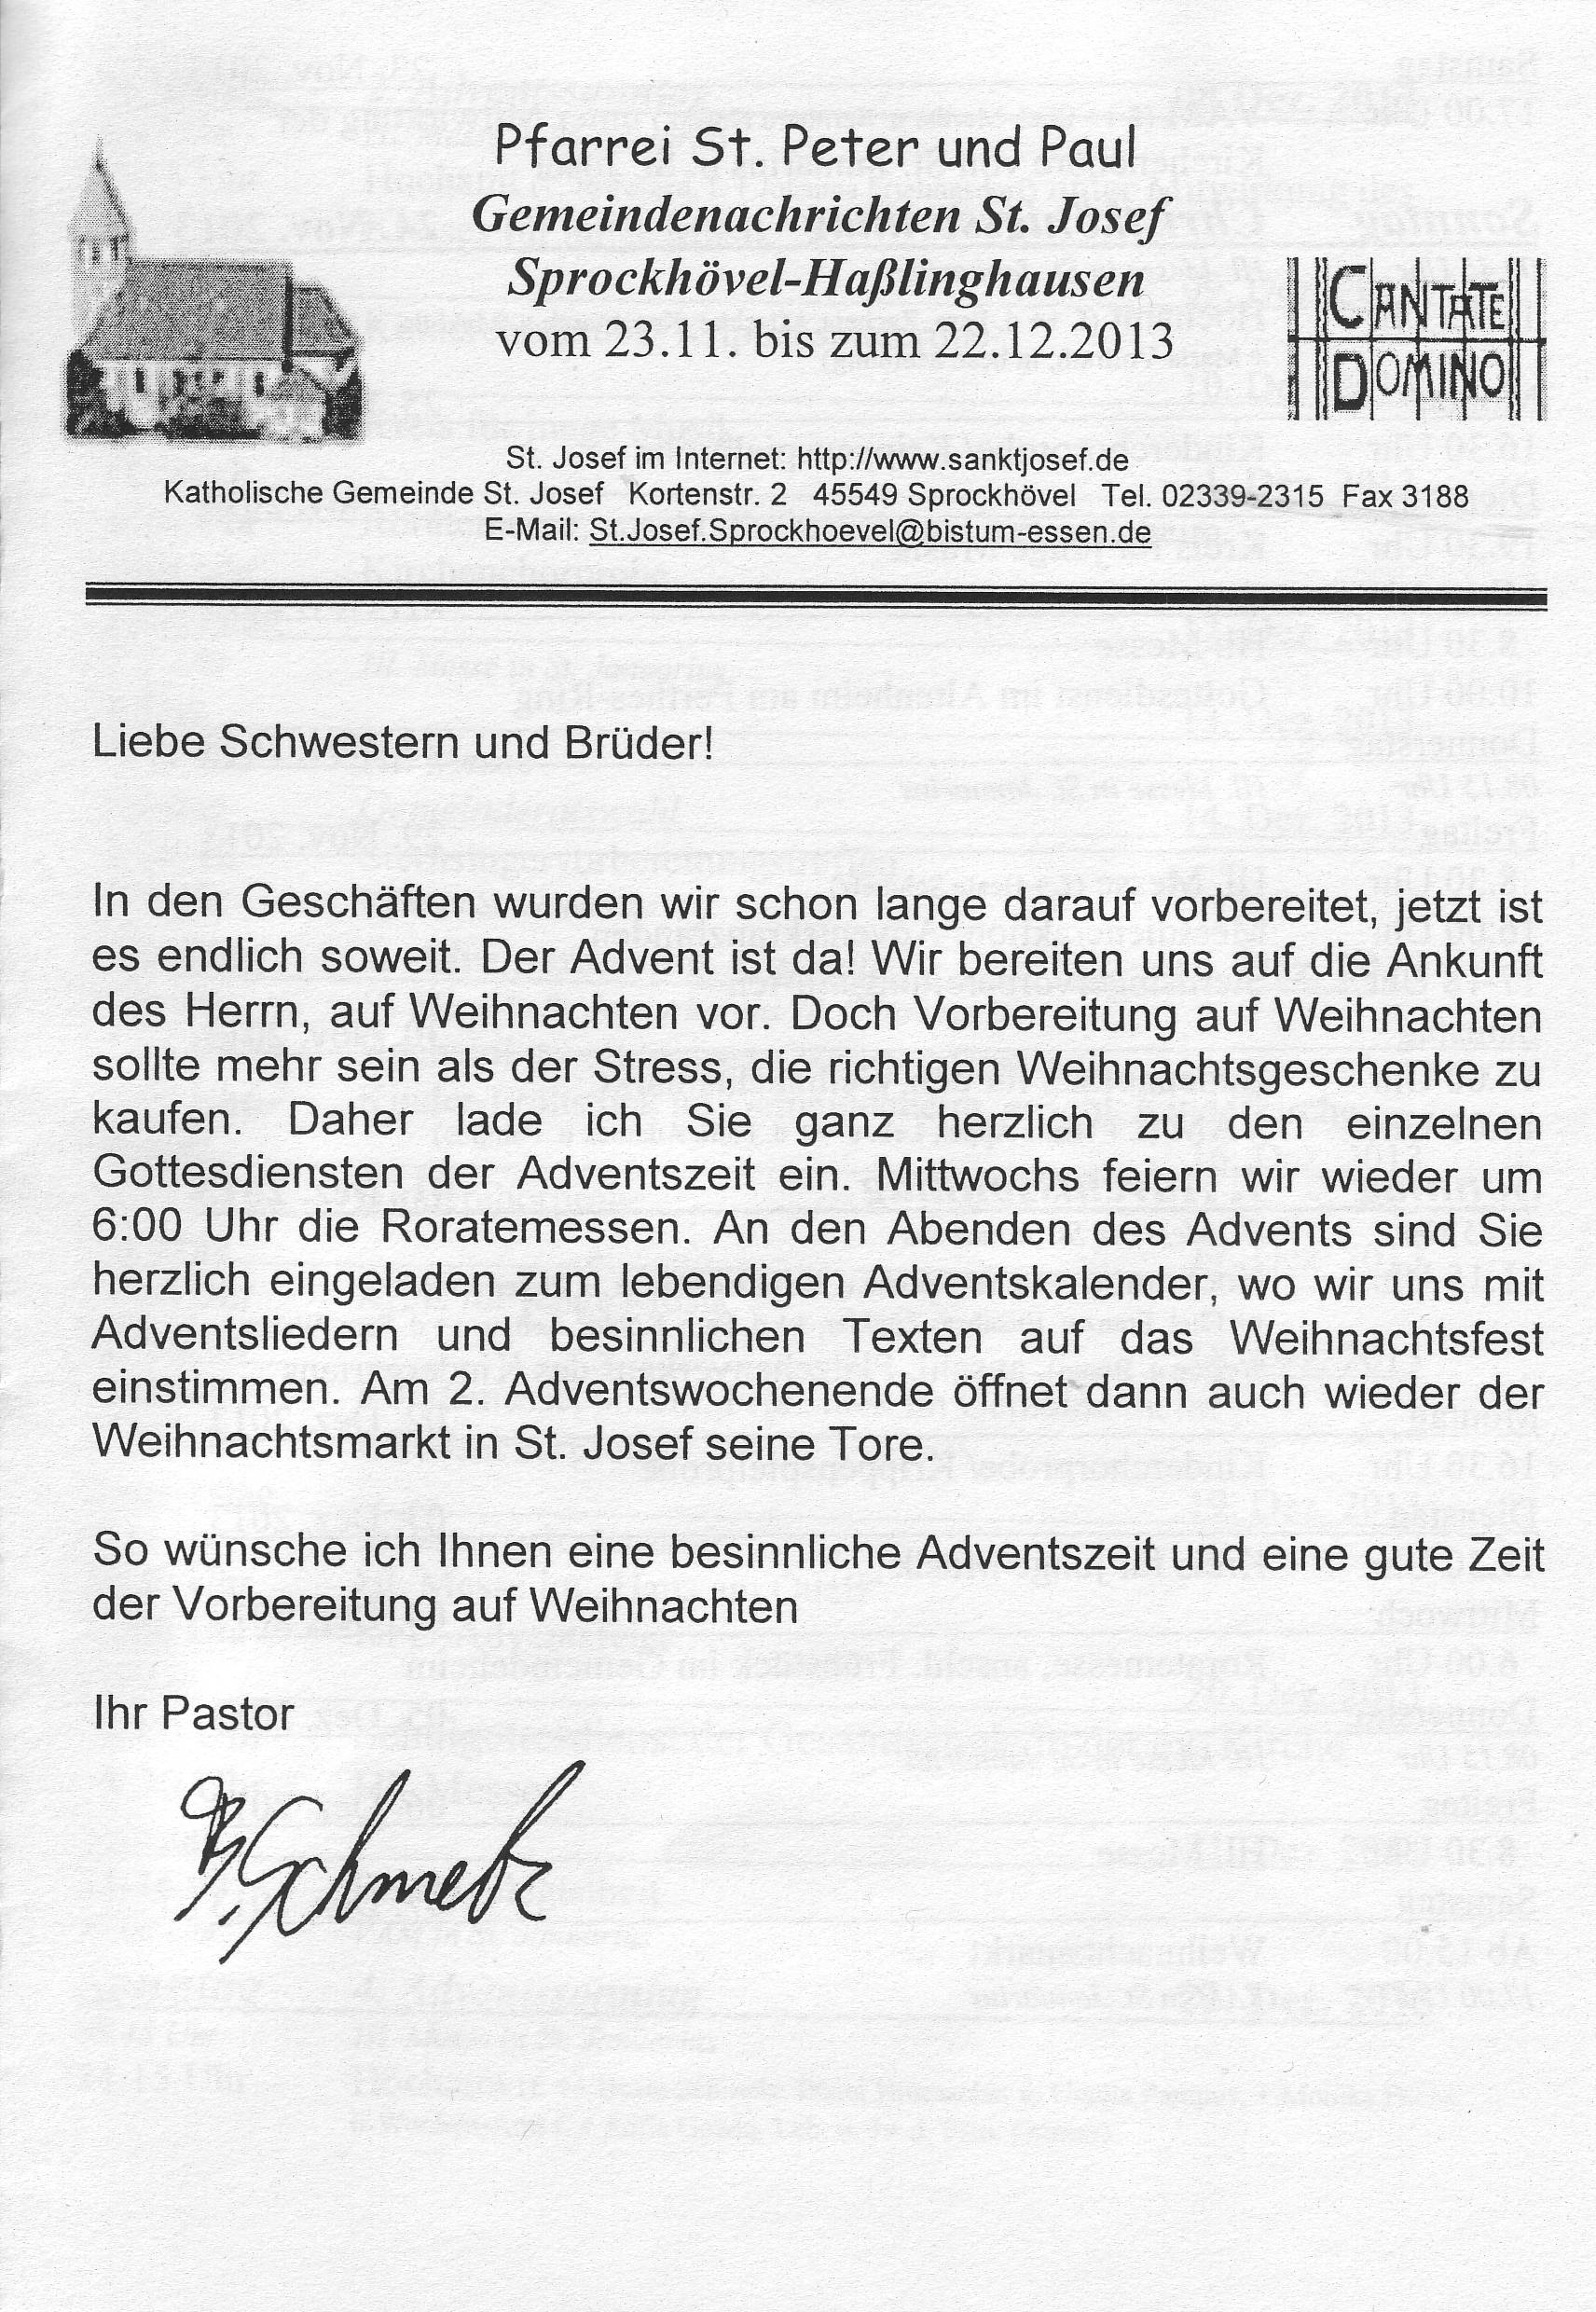 Pfarrei St. Peter und Paul
Gemeindenachrichten St. Josef
Sprockhövel-Haßlinghausen
vom 23.11. bis zum 22.12.2013
CANTATE
DOMINO
St. Josef im Internet: http://www.sanktjosef.de
Katholische Gemeinde St. Josef Kortenstr. 2 45549 Sprockhövel Tel. 02339-2315 Fax 3188
E-Mail: St.Josef.Sprockhoevel@bistum-essen.de
Liebe Schwestern und Brüder!
In den Geschäften wurden wir schon lange darauf vorbereitet, jetzt ist
es endlich soweit. Der Advent ist da! Wir bereiten uns auf die Ankunft
des Herrn, auf Weihnachten vor. Doch Vorbereitung auf Weihnachten
sollte mehr sein als der Stress, die richtigen Weihnachtsgeschenke zu
kaufen. Daher lade ich Sie ganz herzlich zu den einzelnen
Gottesdiensten der Adventszeit ein. Mittwochs feiern wir wieder um
6:00 Uhr die Roratemessen. An den Abenden des Advents sind Sie
herzlich eingeladen zum lebendigen Adventskalender, wo wir uns mit
Adventsliedern und besinnlichen Texten auf das Weihnachtsfest
einstimmen. Am 2. Adventswochenende öffnet dann auch wieder der
Weihnachtsmarkt in St. Josef seine Tore.
So wünsche ich Ihnen eine besinnliche Adventszeit und eine gute Zeit
der Vorbereitung auf Weihnachten
Ihr Pastor